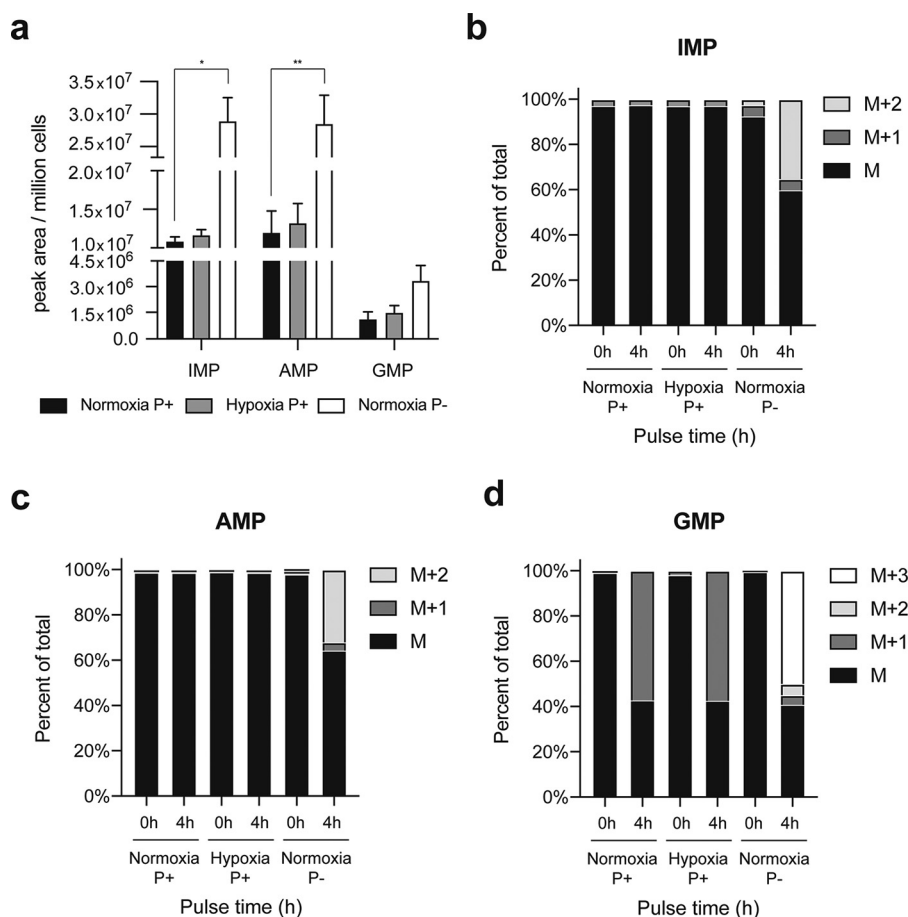 a
peak area / million cells
3.5x10⁷
3.0x10⁷
2.5x10⁷
2.0x10⁷
1.5x10⁷
1.0x10⁷
4.5x10⁶
3.0x10⁶
1.5x10⁶
0.0
*
**
IMP AMP GMP
Normoxia P+ Hypoxia P+ Normoxia P-
b
IMP
Percent of total
100%
80%
60%
40%
20%
0%
M+2
M+1
M
0h 4h 0h 4h 0h 4h
Normoxia Hypoxia Normoxia
P+ P+ P-
Pulse time (h)
c
AMP
Percent of total
100%
80%
60%
40%
20%
0%
M+2
M+1
M
0h 4h 0h 4h 0h 4h
Normoxia Hypoxia Normoxia
P+ P+ P-
Pulse time (h)
d
GMP
Percent of total
100%
80%
60%
40%
20%
0%
M+3
M+2
M+1
M
0h 4h 0h 4h 0h 4h
Normoxia Hypoxia Normoxia
P+ P+ P-
Pulse time (h)